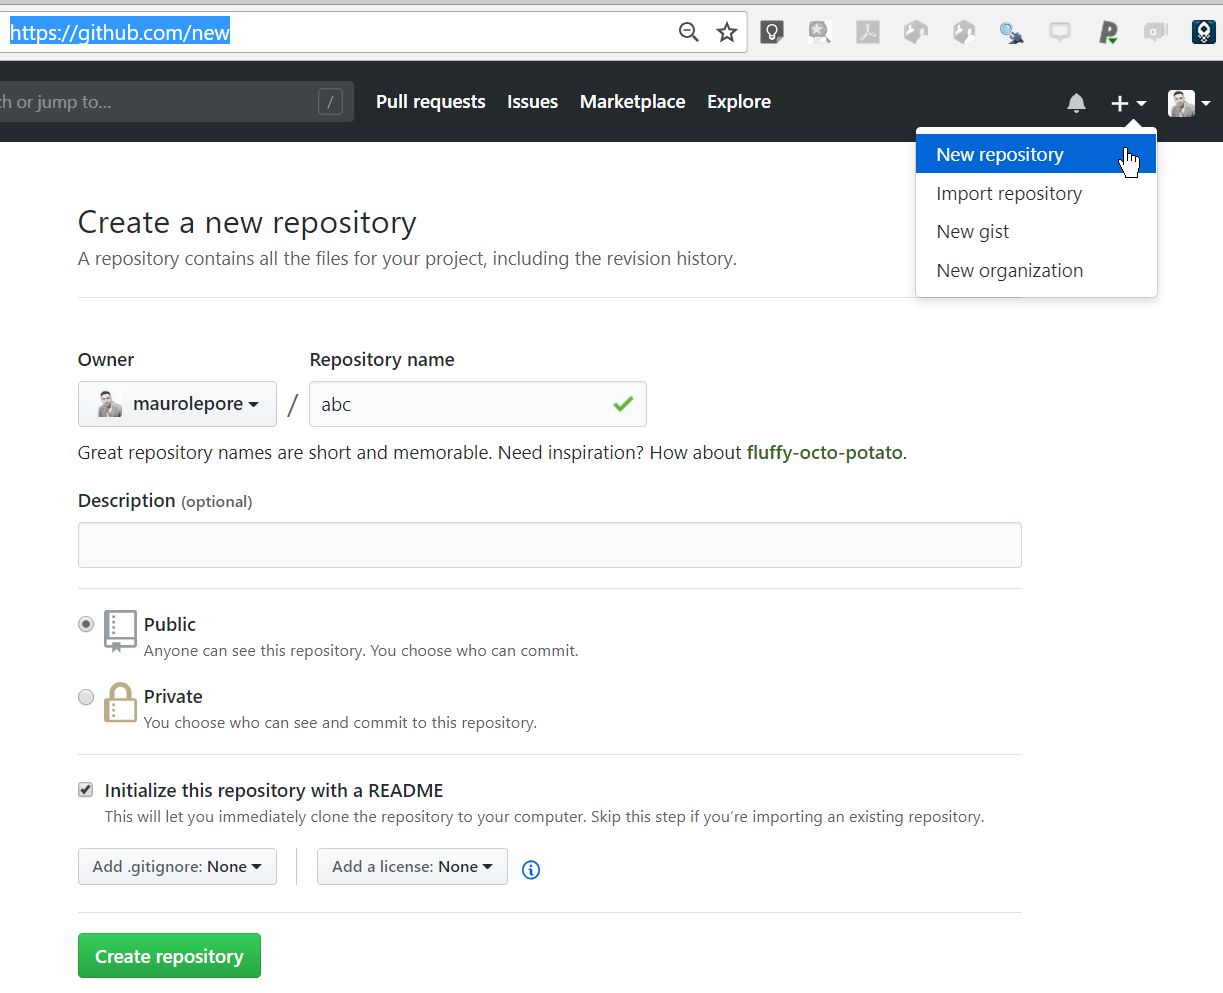 https://github.com/new
h or jump to...
/
Pull requests
Issues
Marketplace
Explore
New repository
Import repository
New gist
New organization
Create a new repository
A repository contains all the files for your project, including the revision history.
Owner
Repository name
maurolepore
/
abc
Great repository names are short and memorable. Need inspiration? How about fluffy-octo-potato.
Description (optional)
Public
Anyone can see this repository. You choose who can commit.
Private
You choose who can see and commit to this repository.
Initialize this repository with a README
This will let you immediately clone the repository to your computer. Skip this step if you’re importing an existing repository.
Add .gitignore: None
Add a license: None
Create repository